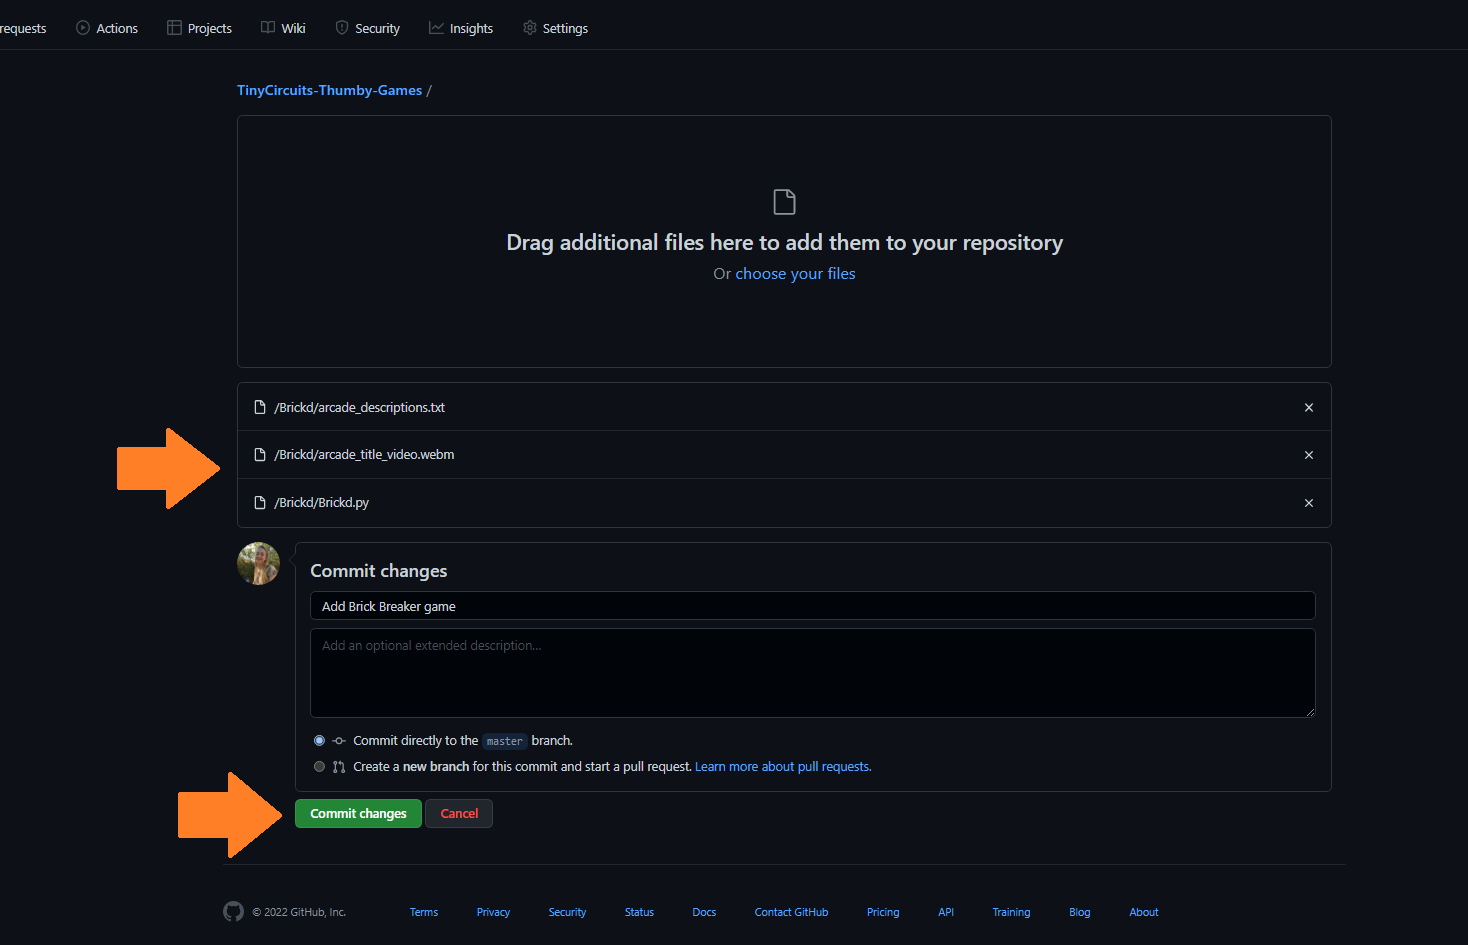 requests Actions Projects Wiki Security Insights Settings
TinyCircuits-Thumby-Games /
Drag additional files here to add them to your repository
Or choose your files
/Brickd/arcade_descriptions.txt
/Brickd/arcade_title_video.webm
/Brickd/Brickd.py
Commit changes
Add Brick Breaker game
Add an optional extended description...
Commit directly to the master branch.
Create a new branch for this commit and start a pull request. Learn more about pull requests.
Commit changes Cancel
© 2022 GitHub, Inc. Terms Privacy Security Status Docs Contact GitHub Pricing API Training Blog About